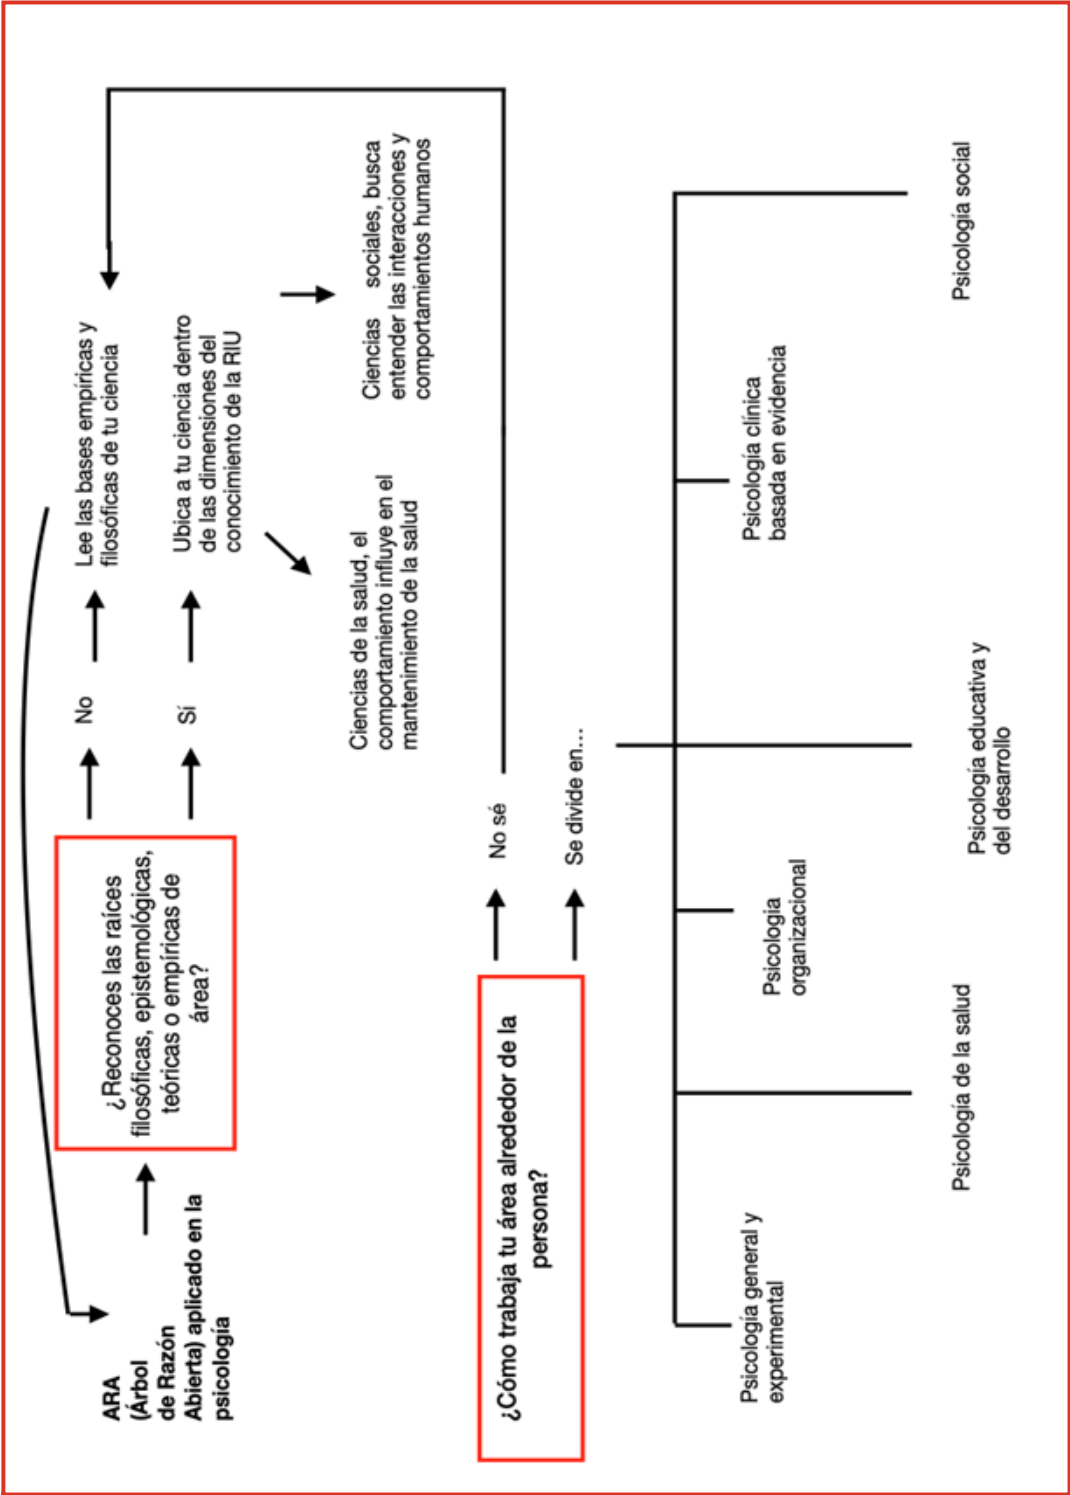 ARA
(Árbol
de Razón
Abierta) aplicado en la
psicología
¿Reconoces las raíces
filosóficas, epistemológicas,
teóricas o empíricas de
área?
No
Lee las bases empíricas y
filosóficas de tu ciencia
Sí
Ubica a tu ciencia dentro
de las dimensiones del
conocimiento de la RIU
Ciencias de la salud, el
comportamiento influye en el
mantenimiento de la salud
Ciencias sociales, busca
entender las interacciones y
comportamientos humanos
¿Cómo trabaja tu área alrededor de la
persona?
No sé
Se divide en...
Psicología general y
experimental
Psicología de la salud
Psicologia
organizacional
Psicología educativa y
del desarrollo
Psicología clínica
basada en evidencia
Psicología social